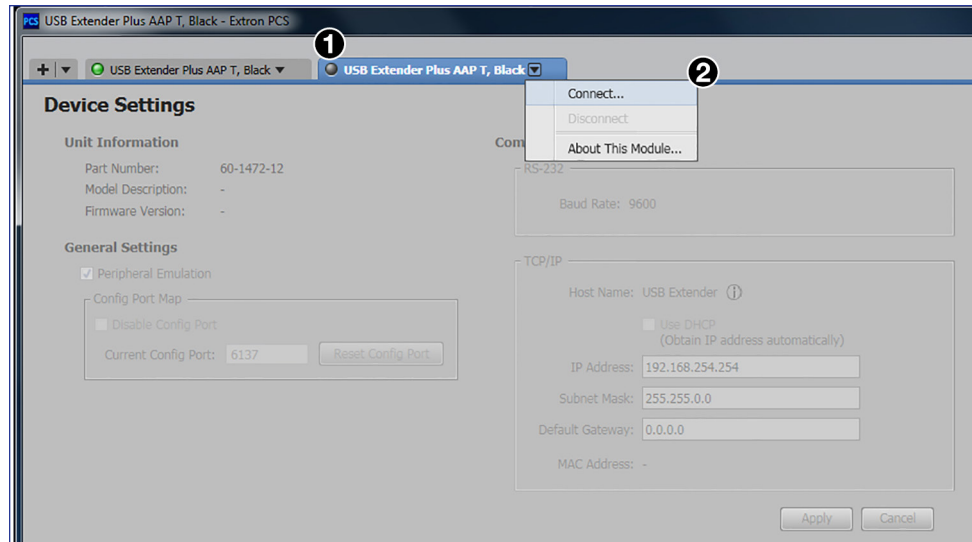 PCS USB Extender Plus AAP T, Black - Extron PCS
1
+ ▼ USB Extender Plus AAP T, Black ▼ USB Extender Plus AAP T, Black ▼
2
Connect...
Disconnect
About This Module...
Device Settings
Unit Information
Part Number: 60-1472-12
Model Description: -
Firmware Version: -
General Settings
Peripheral Emulation
Config Port Map
Disable Config Port
Current Config Port: 6137 Reset Config Port
Com
RS-232
Baud Rate: 9600
TCP/IP
Host Name: USB Extender
Use DHCP
(Obtain IP address automatically)
IP Address: 192.168.254.254
Subnet Mask: 255.255.0.0
Default Gateway: 0.0.0.0
MAC Address: -
Apply Cancel